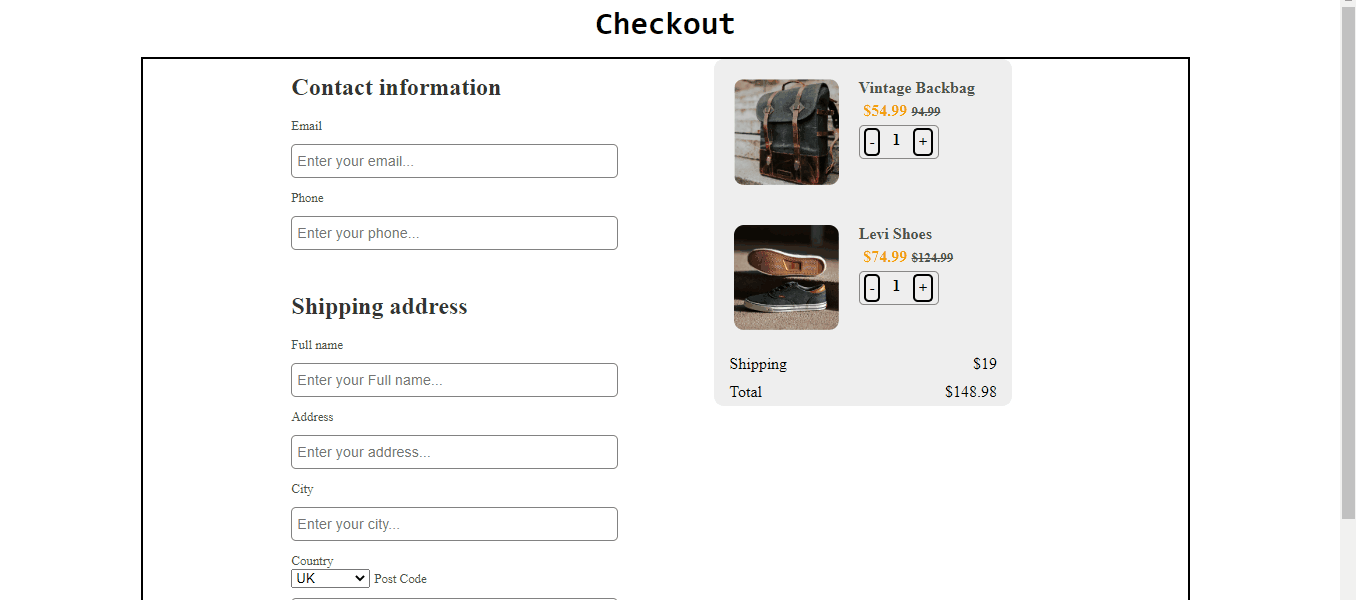 Checkout
Contact information
Email
Enter your email...
Phone
Enter your phone...
Shipping address
Full name
Enter your Full name...
Address
Enter your address...
City
Enter your city...
Country
UK Post Code
Vintage Backbag
$54.99 94.99
- 1 +
Levi Shoes
$74.99 $124.99
- 1 +
Shipping $19
Total $148.98